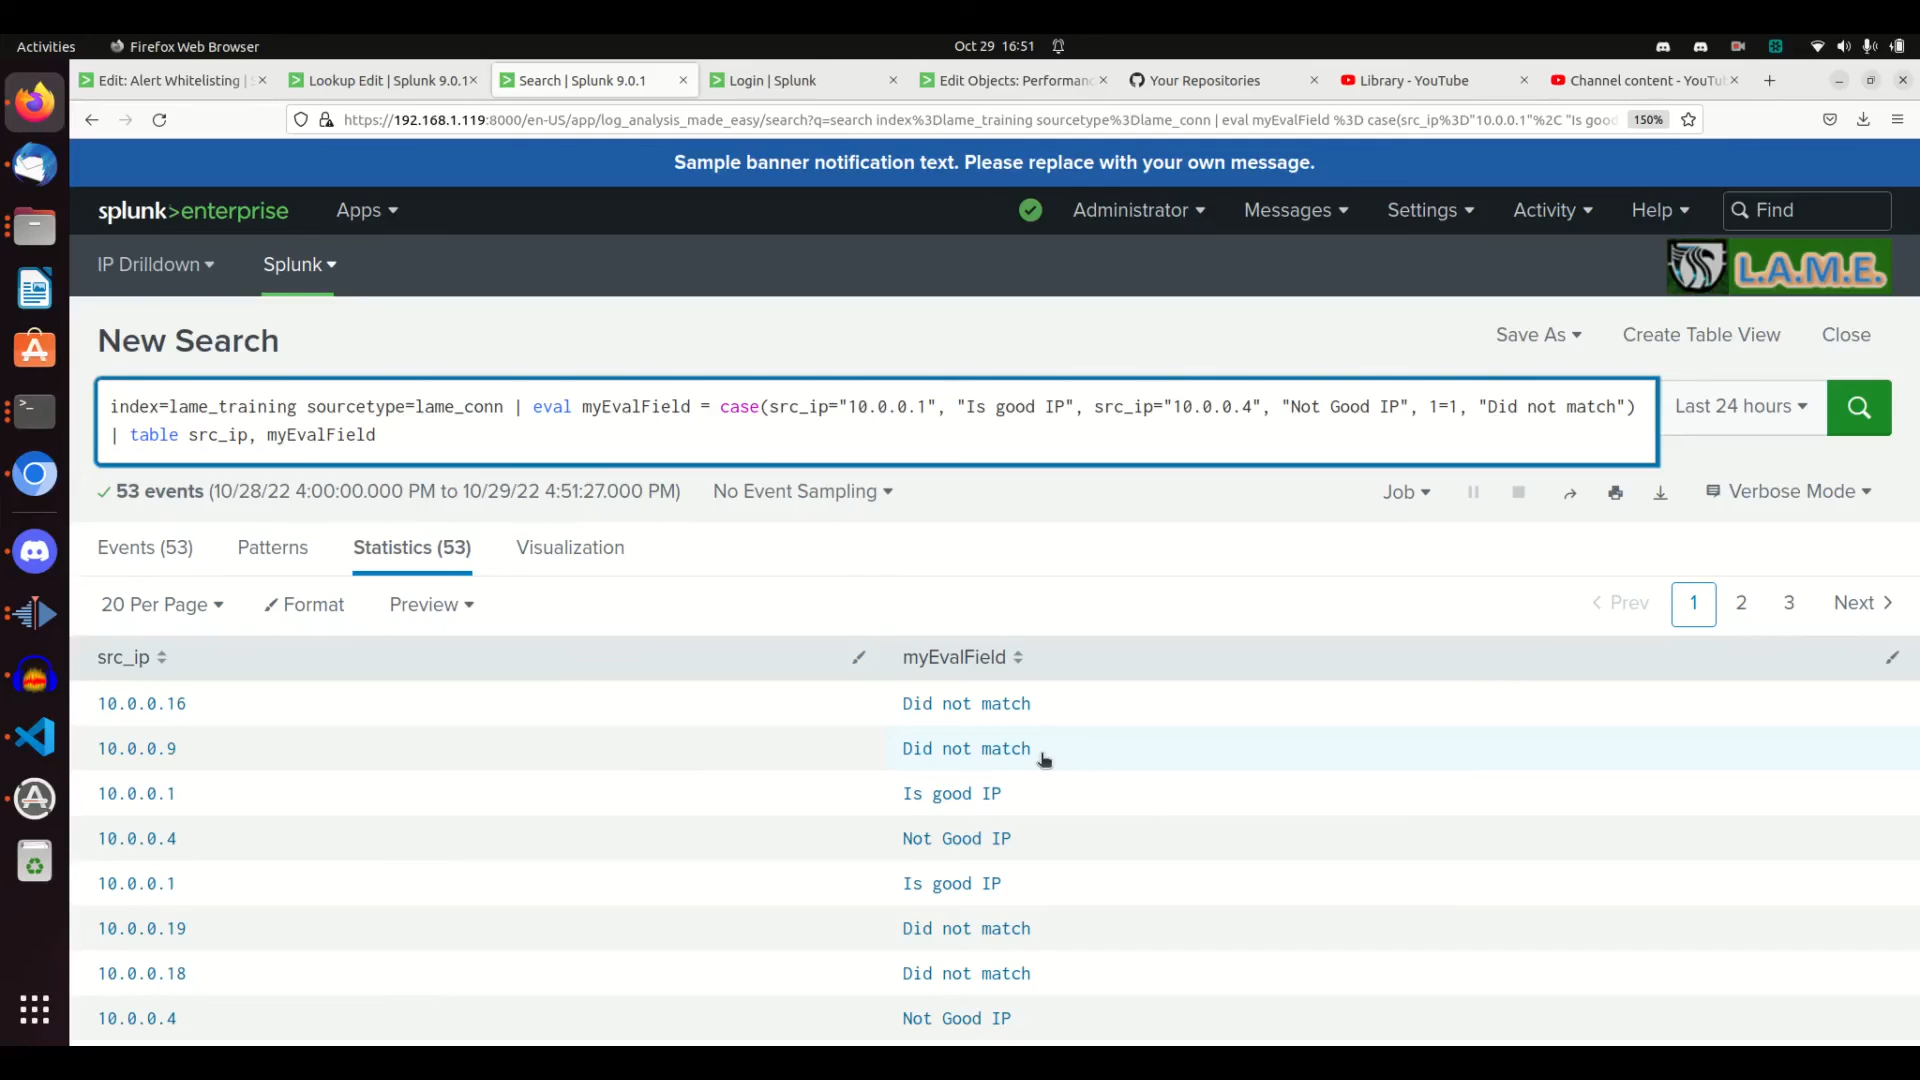 Activities Firefox Web Browser Oct 29 16:51
Edit: Alert Whitelisting | Lookup Edit | Splunk 9.0.1 Search | Splunk 9.0.1 Login | Splunk Edit Objects: Performan Your Repositories Library - YouTube Channel content - YouTu
https://192.168.1.119:8000/en-US/app/log_analysis_made_easy/search?q=search index%3Dlame_training sourcetype%3Dlame_conn | eval myEvalField %3D case(src_ip%3D"10.0.0.1"%2C "Is good 150%
Sample banner notification text. Please replace with your own message.
splunk>enterprise Apps Administrator Messages Settings Activity Help Find
IP Drilldown Splunk L.A.M.E.
New Search Save As Create Table View Close
index=lame_training sourcetype=lame_conn | eval myEvalField = case(src_ip="10.0.0.1", "Is good IP", src_ip="10.0.0.4", "Not Good IP", 1=1, "Did not match") Last 24 hours
| table src_ip, myEvalField
53 events (10/28/22 4:00:00.000 PM to 10/29/22 4:51:27.000 PM) No Event Sampling Job Verbose Mode
Events (53) Patterns Statistics (53) Visualization
20 Per Page Format Preview Prev 1 2 3 Next
src_ip myEvalField
10.0.0.16 Did not match
10.0.0.9 Did not match
10.0.0.1 Is good IP
10.0.0.4 Not Good IP
10.0.0.1 Is good IP
10.0.0.19 Did not match
10.0.0.18 Did not match
10.0.0.4 Not Good IP